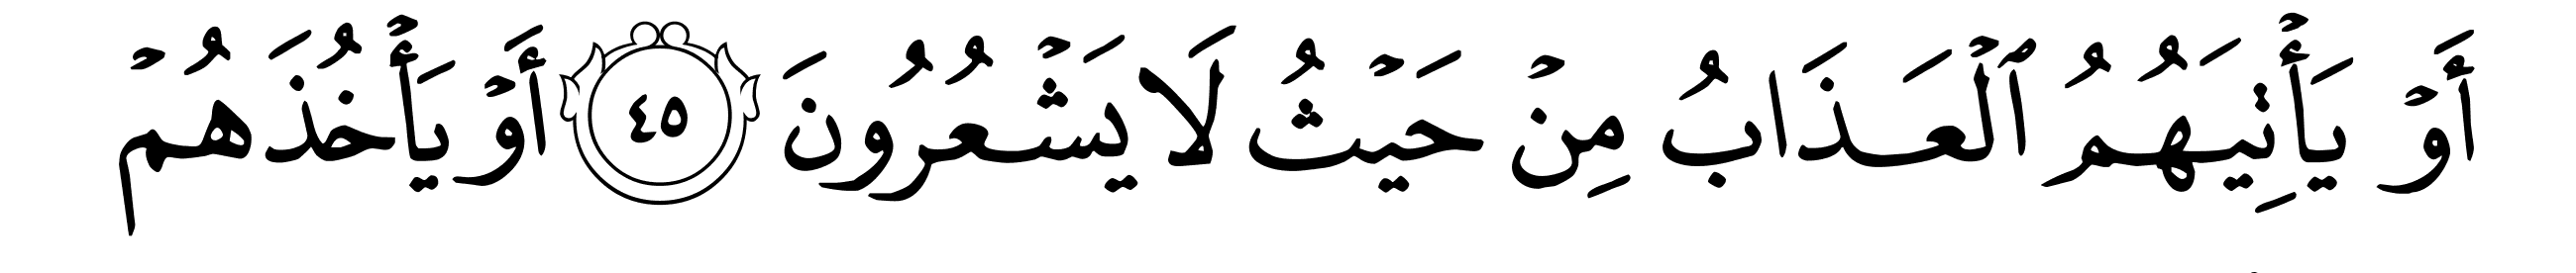 أَوۡ يَأۡتِيَهُمُ ٱلۡعَذَابُ مِنۡ حَيۡثُ لَا يَشۡعُرُونَ ٤٥ أَوۡ يَأۡخُذَهُمۡ